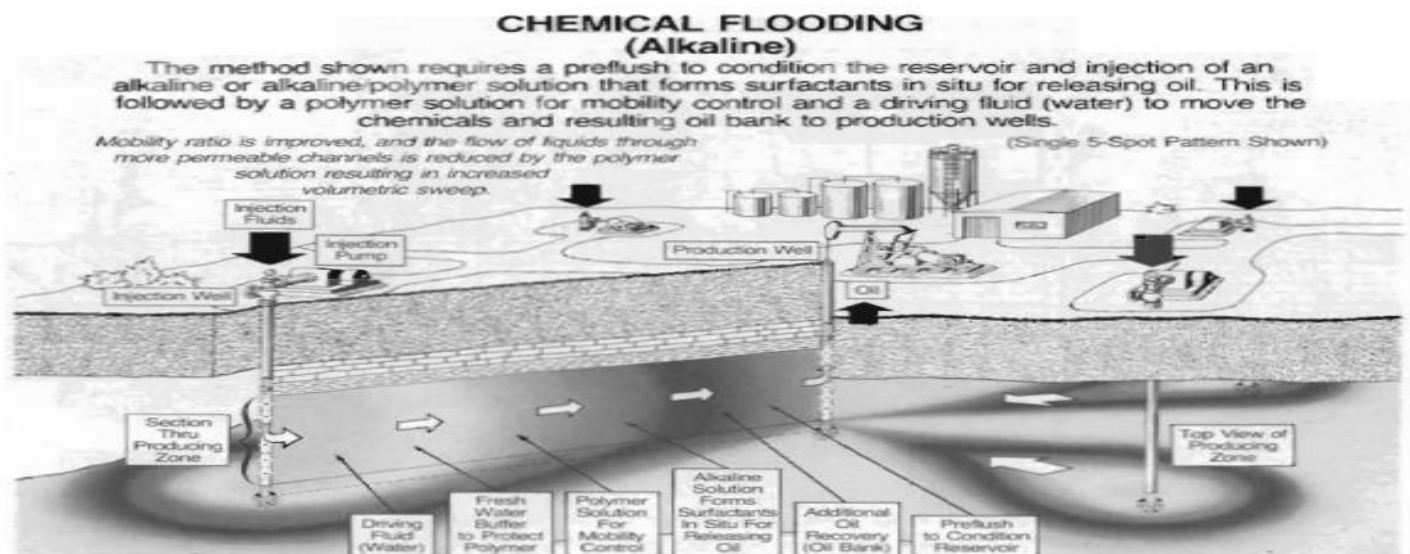 CHEMICAL FLOODING
(Alkaline)
The method shown requires a preflush to condition the reservoir and injection of an
alkaline or alkaline/polymer solution that forms surfactants in situ for releasing oil. This is
followed by a polymer solution for mobility control and a driving fluid (water) to move the
chemicals and resulting oil bank to production wells.
Mobility ratio is improved, and the flow of liquids through
more permeable channels is reduced by the polymer
solution resulting in increased
volumetric sweep.
(Single 5-Spot Pattern Shown)
Injection
Fluids
Injection
Pump
Injection Well
Production Well
Oil
Section
Thru
Producing
Zone
Top View of
Producing
Zone
Driving
Fluid
(Water)
Fresh
Water
Buffer
to Protect
Polymer
Polymer
Solution
For
Mobility
Control
Alkaline
Solution
Forms
Surfactants
In Situ For
Releasing
Oil
Additional
Oil
Recovery
(Oil Bank)
Preflush
to Condition
Reservoir